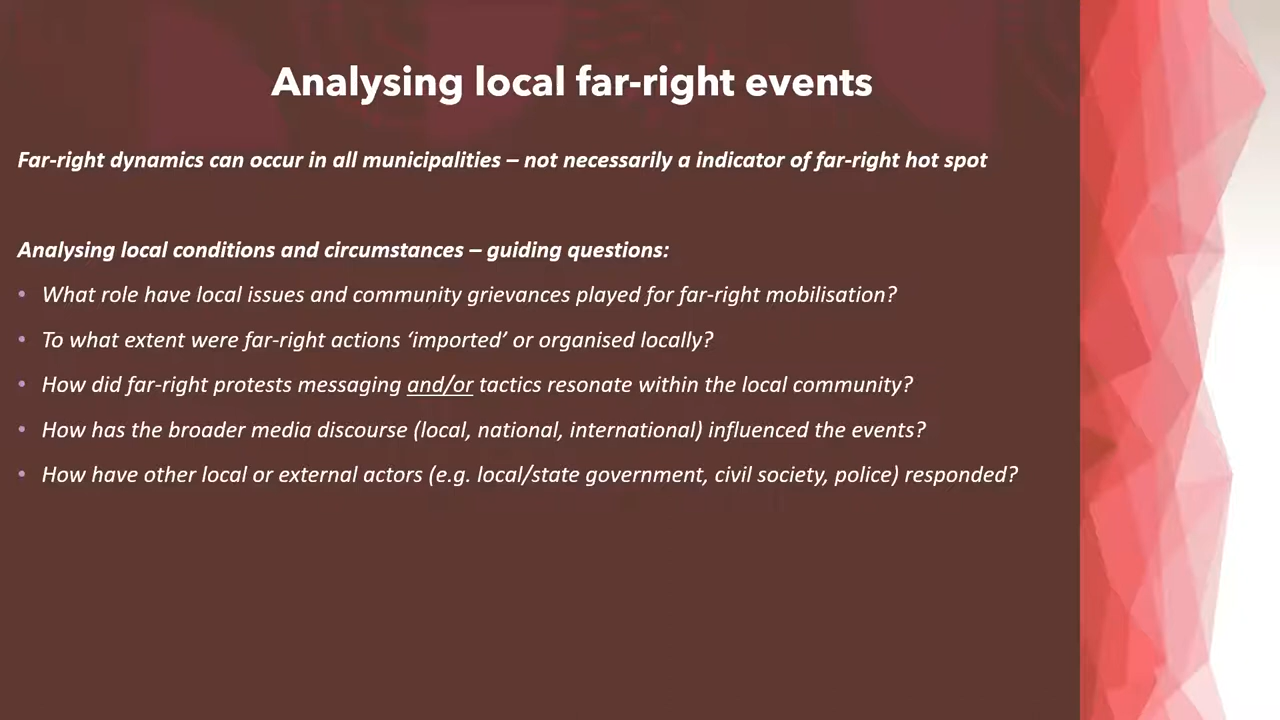 Analysing local far-right events
Far-right dynamics can occur in all municipalities – not necessarily a indicator of far-right hot spot
Analysing local conditions and circumstances – guiding questions:
• What role have local issues and community grievances played for far-right mobilisation?
• To what extent were far-right actions ‘imported’ or organised locally?
• How did far-right protests messaging and/or tactics resonate within the local community?
• How has the broader media discourse (local, national, international) influenced the events?
• How have other local or external actors (e.g. local/state government, civil society, police) responded?